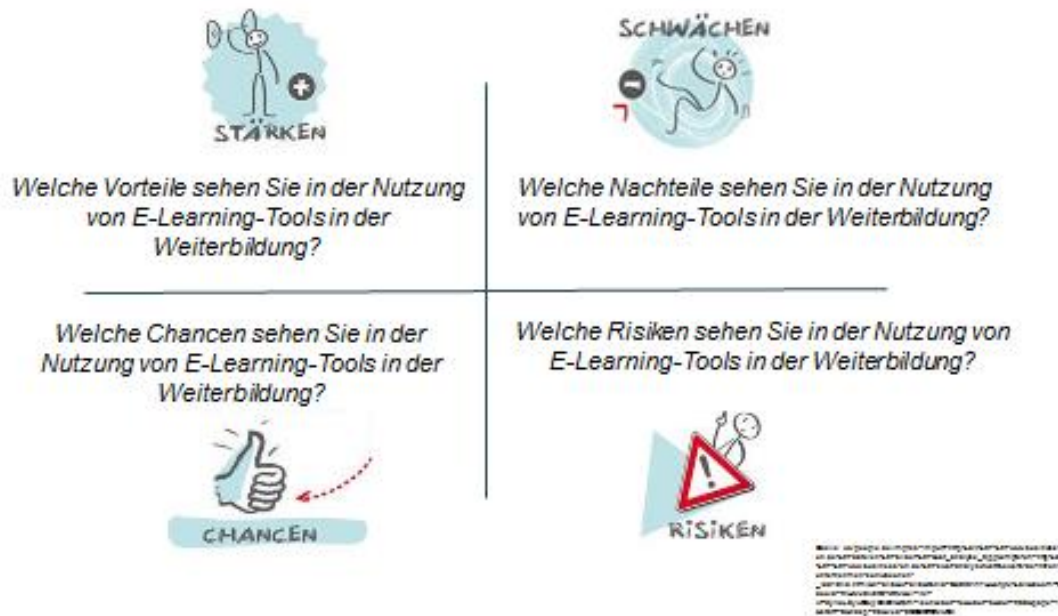 STÄRKEN
Welche Vorteile sehen Sie in der Nutzung
von E-Learning-Tools in der
Weiterbildung?
SCHWÄCHEN
Welche Nachteile sehen Sie in der Nutzung
von E-Learning-Tools in der Weiterbildung?
Welche Chancen sehen Sie in der
Nutzung von E-Learning-Tools in der
Weiterbildung?
CHANCEN
Welche Risiken sehen Sie in der Nutzung von
E-Learning-Tools in der Weiterbildung?
RISIKEN